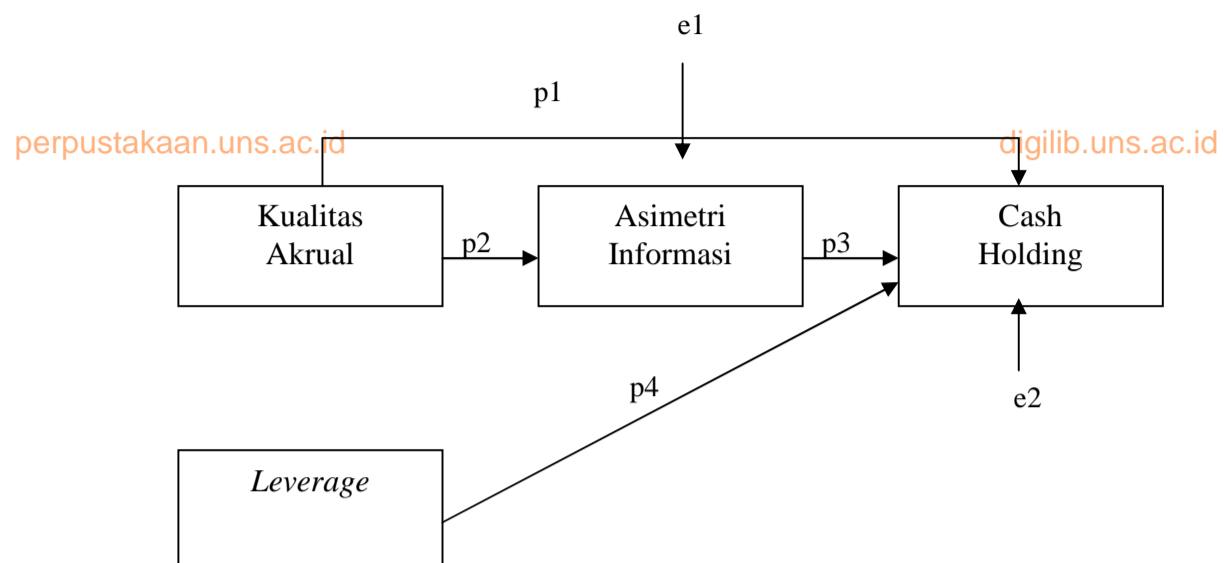 e1
p1
perpustakaan.uns.ac.id
digilib.uns.ac.id
Kualitas
Akrual
p2
Asimetri
Informasi
p3
Cash
Holding
p4
e2
Leverage